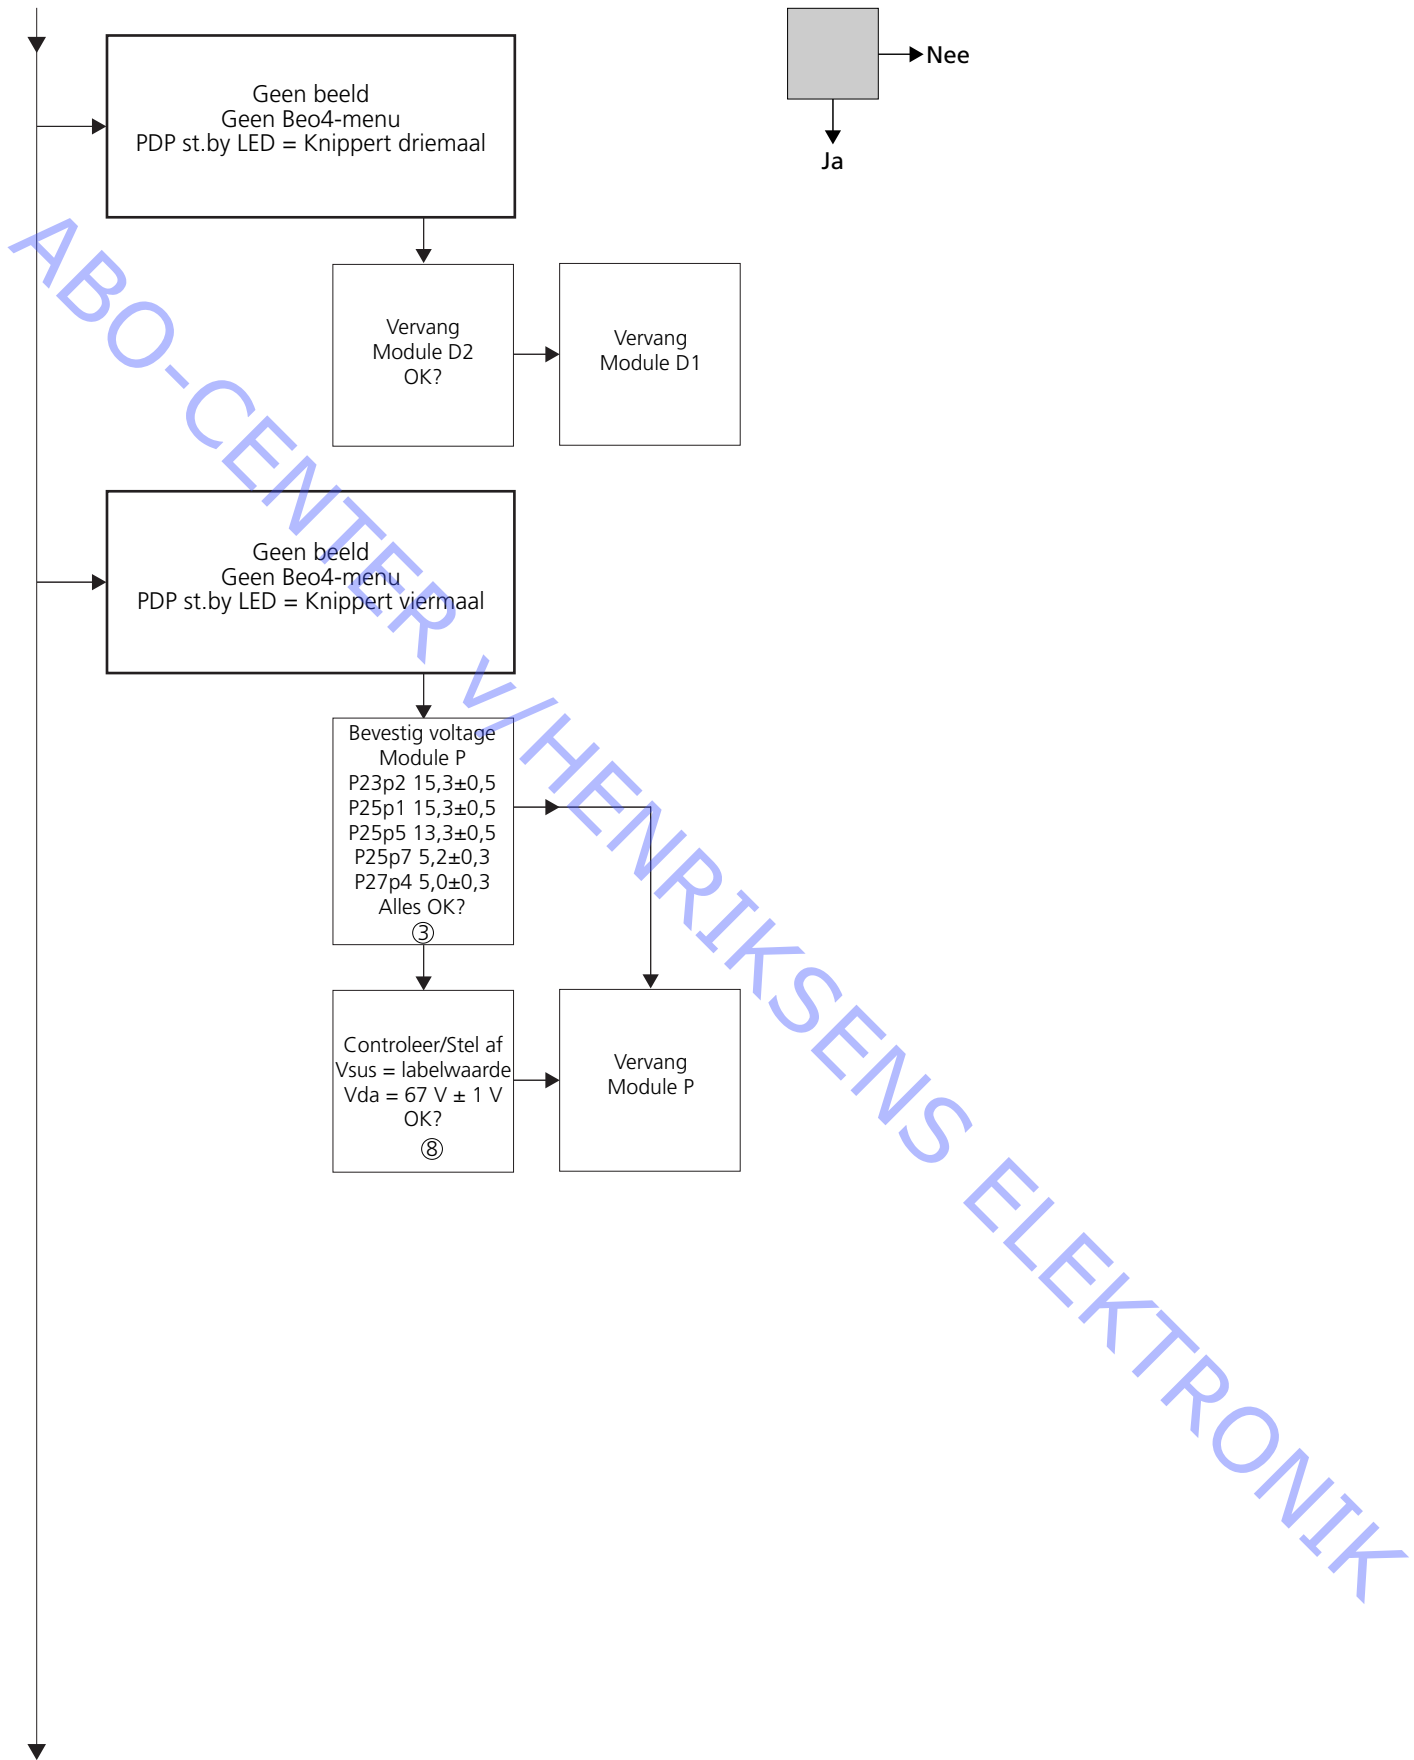 Nee
Ja
Geen beeld
Geen Beo4-menu
PDP st.by LED = Knippert driemaal
Vervang
Module D2
OK?
Vervang
Module D1
Geen beeld
Geen Beo4-menu
PDP st.by LED = Knippert viermaal
Bevestig voltage
Module P
P23p2 15,3±0,5
P25p1 15,3±0,5
P25p5 13,3±0,5
P25p7 5,2±0,3
P27p4 5,0±0,3
Alles OK?
③
Controleer/Stel af
Vsus = labelwaarde
Vda = 67 V ± 1 V
OK?
⑧
Vervang
Module P
ABO-CENTER v/HENRIKSENS ELEKTRONIK